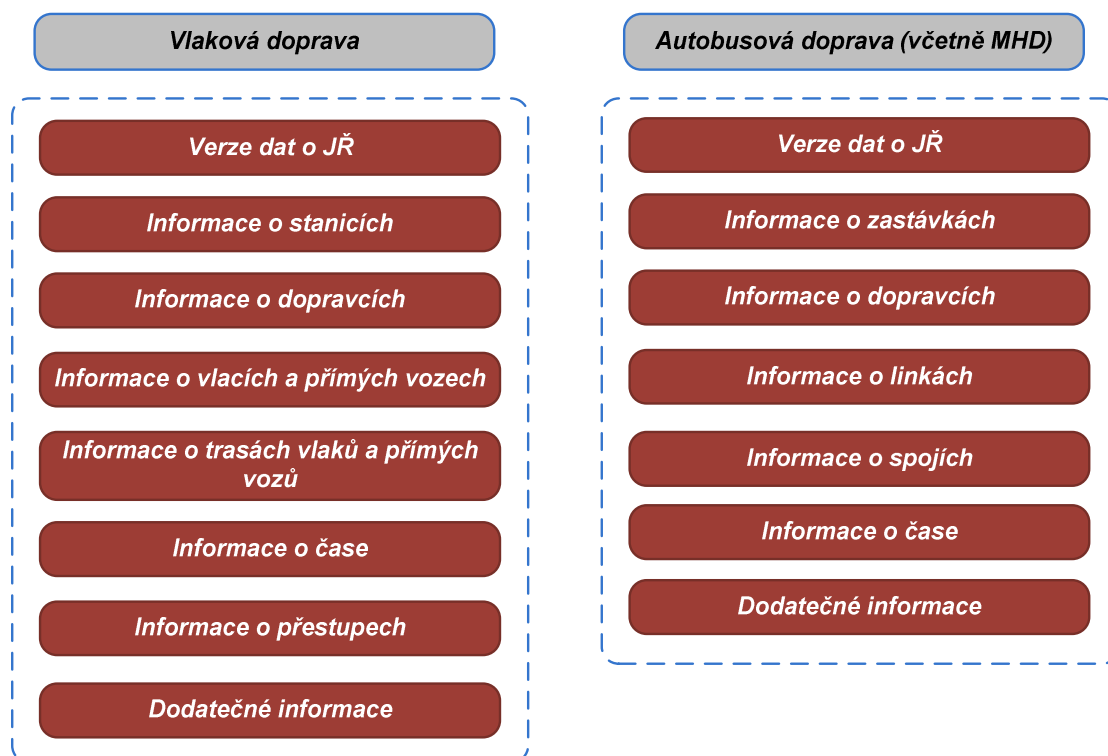 Vlaková doprava
Verze dat o JŘ
Informace o stanicích
Informace o dopravcích
Informace o vlacích a přímých vozech
Informace o trasách vlaků a přímých
vozů
Informace o čase
Informace o přestupech
Dodatečné informace
Autobusová doprava (včetně MHD)
Verze dat o JŘ
Informace o zastávkách
Informace o dopravcích
Informace o linkách
Informace o spojích
Informace o čase
Dodatečné informace